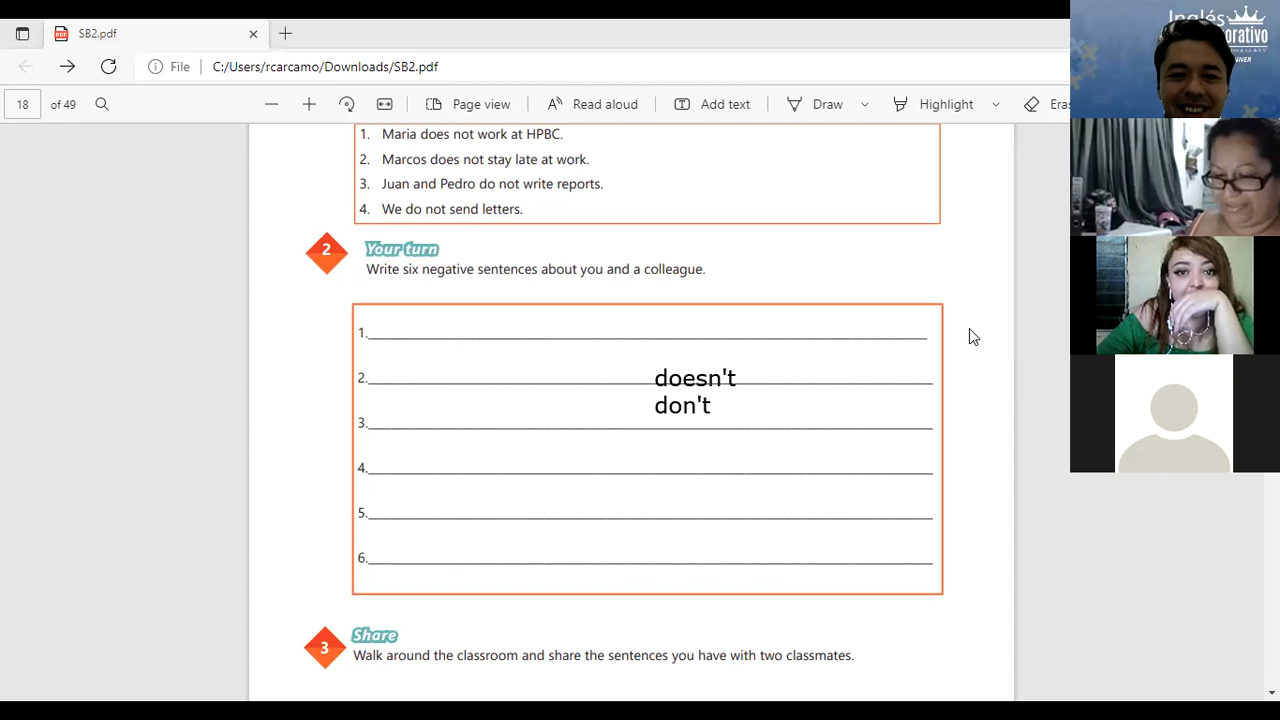 SB2.pdf
File C:/Users/rcarcamo/Downloads/SB2.pdf
18 of 49 Page view Read aloud Add text Draw Highlight Eras
Inglés
orativo
NNER
1. Maria does not work at HPBC.
2. Marcos does not stay late at work.
3. Juan and Pedro do not write reports.
4. We do not send letters.
2 Your turn
Write six negative sentences about you and a colleague.
1.
2. doesn't
don't
3.
4.
5.
6.
3 Share
Walk around the classroom and share the sentences you have with two classmates.